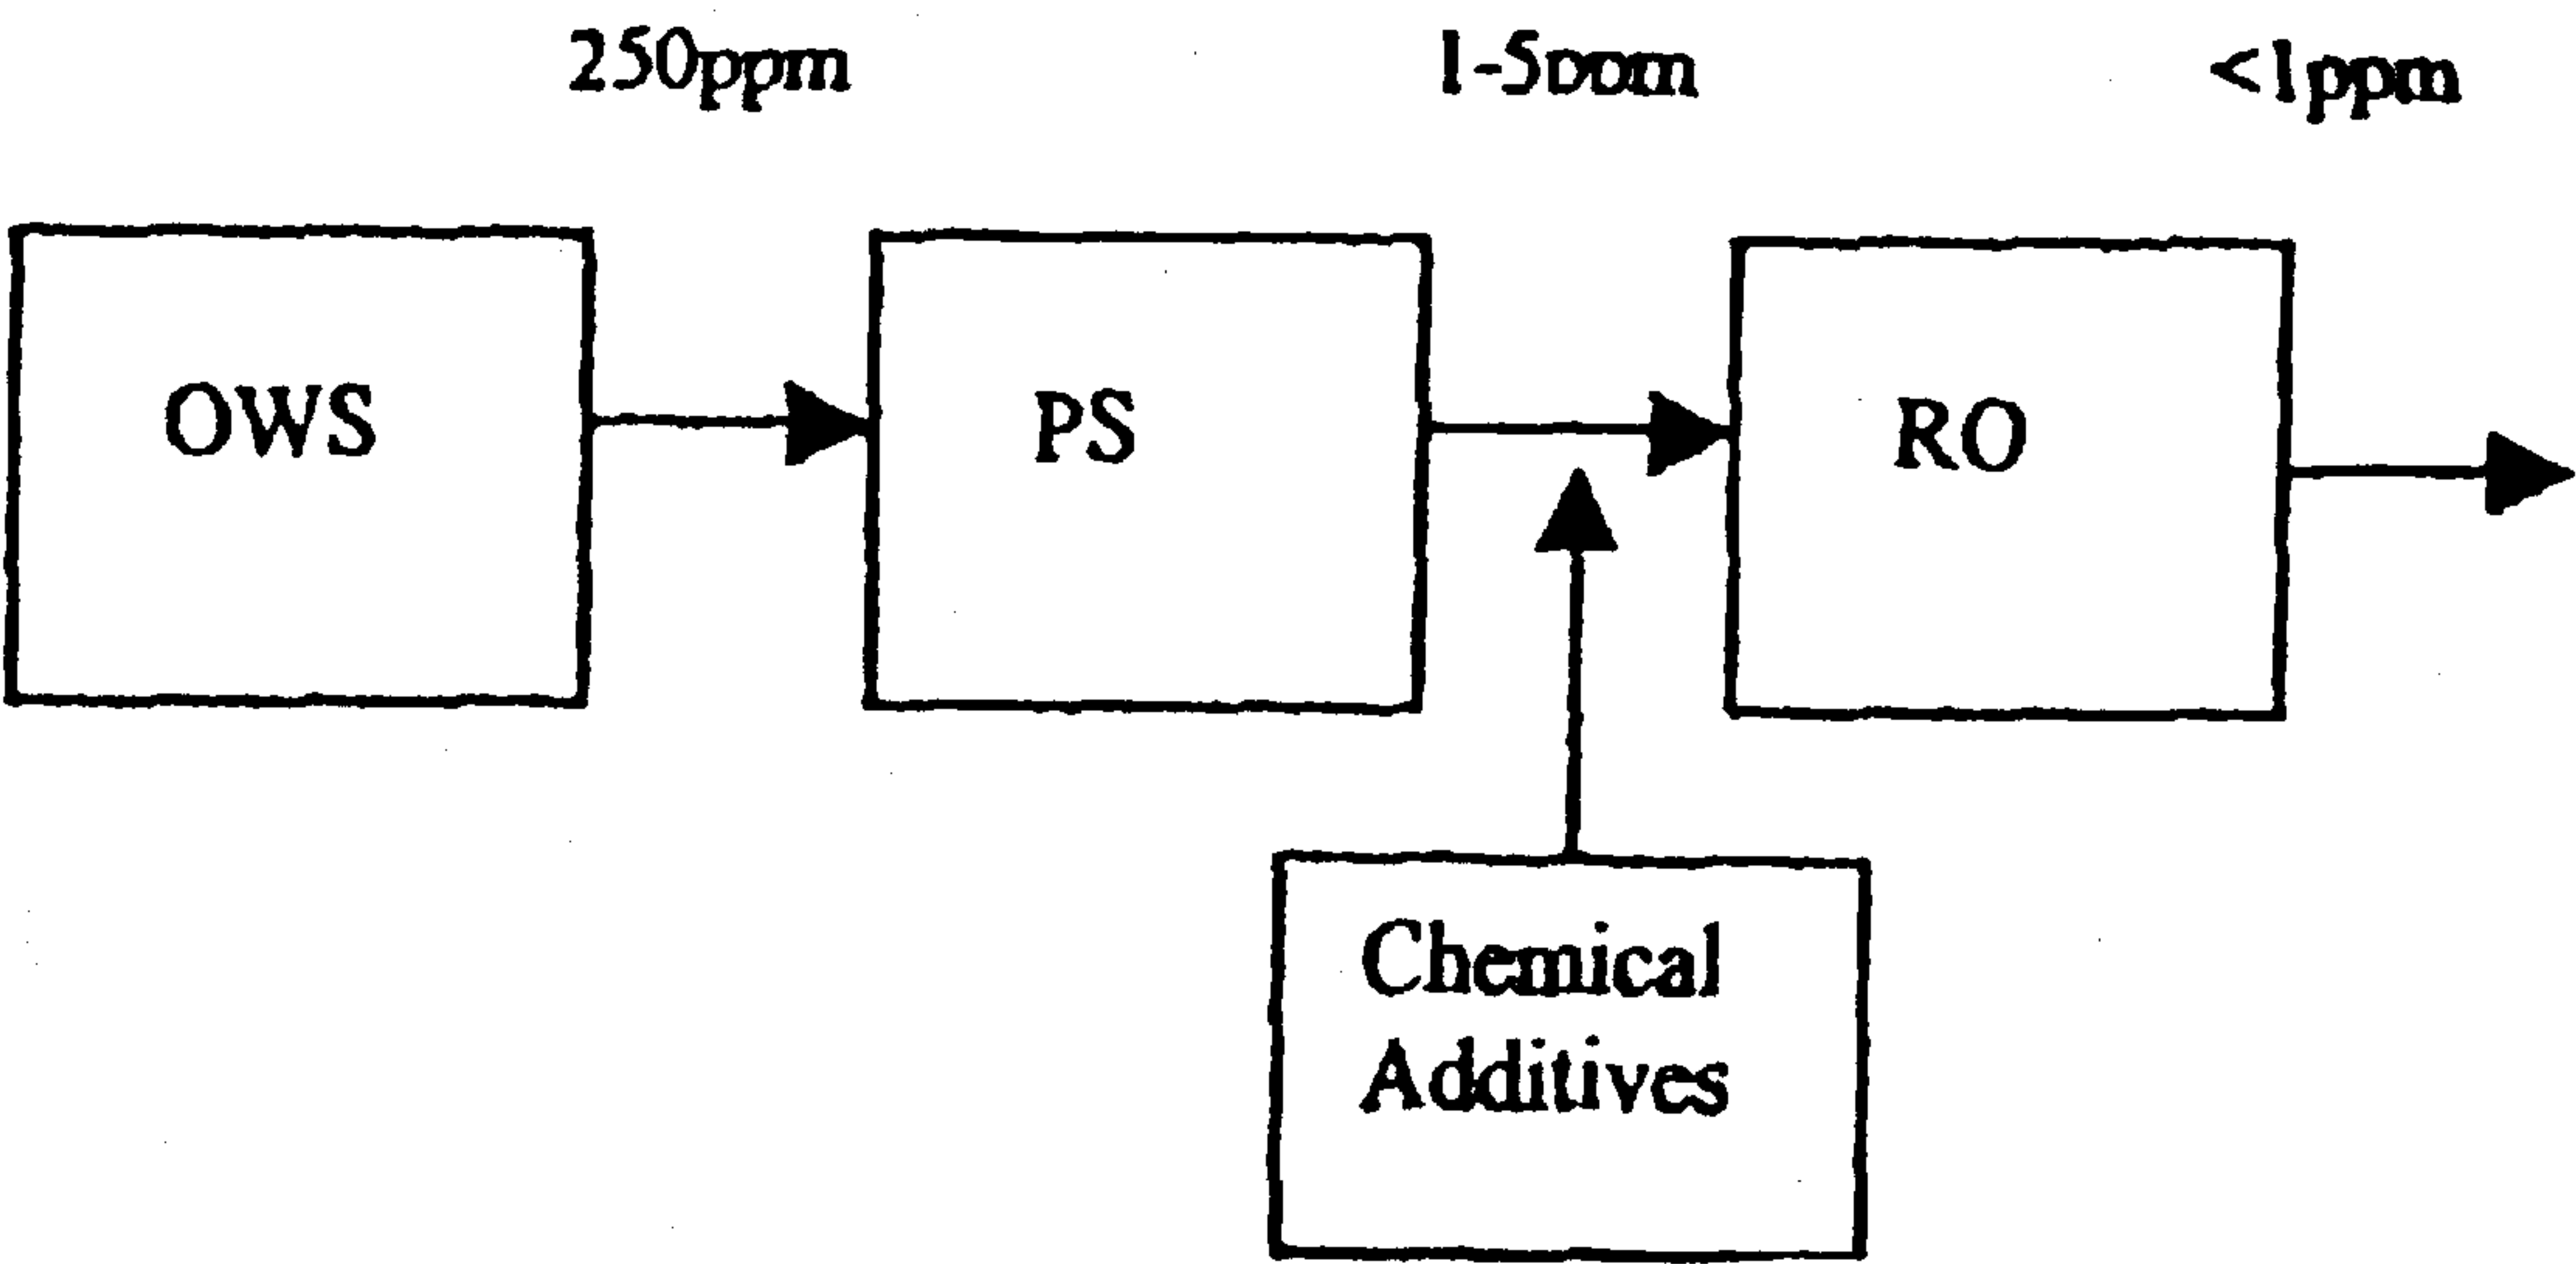 250ppm
1-5ppm
<1ppm
OWS
PS
RO
Chemical
Additives